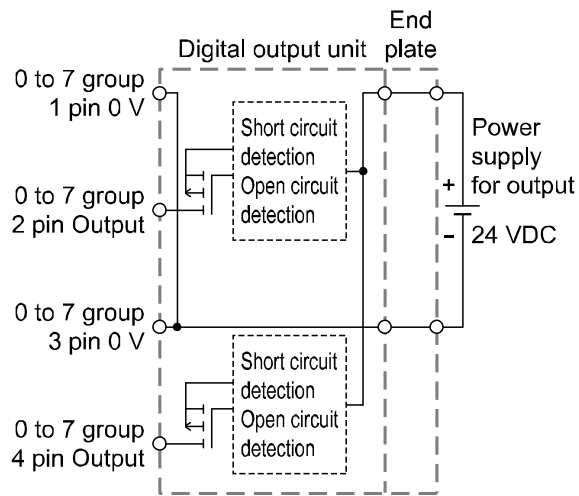 End
Digital output unit plate
0 to 7 group
1 pin 0 V
Short circuit
detection
Open circuit
detection
Power
supply
for output
+
−
24 VDC
0 to 7 group
2 pin Output
0 to 7 group
3 pin 0 V
Short circuit
detection
Open circuit
detection
0 to 7 group
4 pin Output